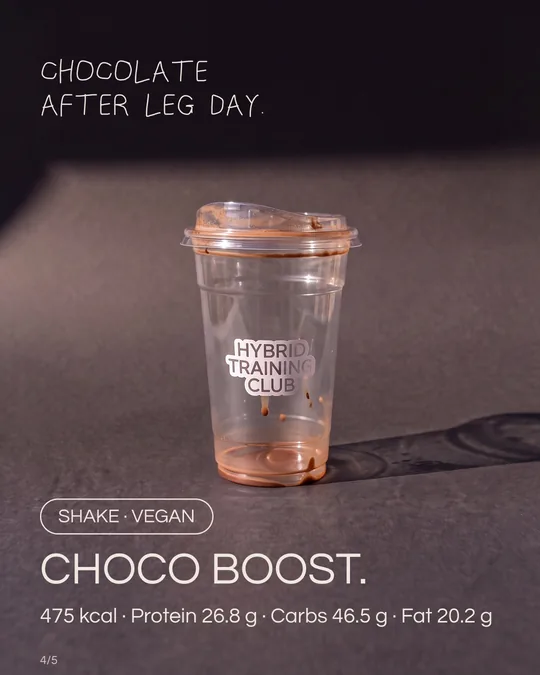 CHOCOLATE
AFTER LEG DAY.
HYBRID
TRAINING
CLUB
SHAKE · VEGAN
CHOCO BOOST.
475 kcal · Protein 26.8 g · Carbs 46.5 g · Fat 20.2 g
4/5